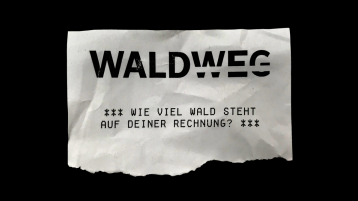 WALDWEG
*** WIE VIEL WALD STEHT
AUF DEINER RECHNUNG? ***